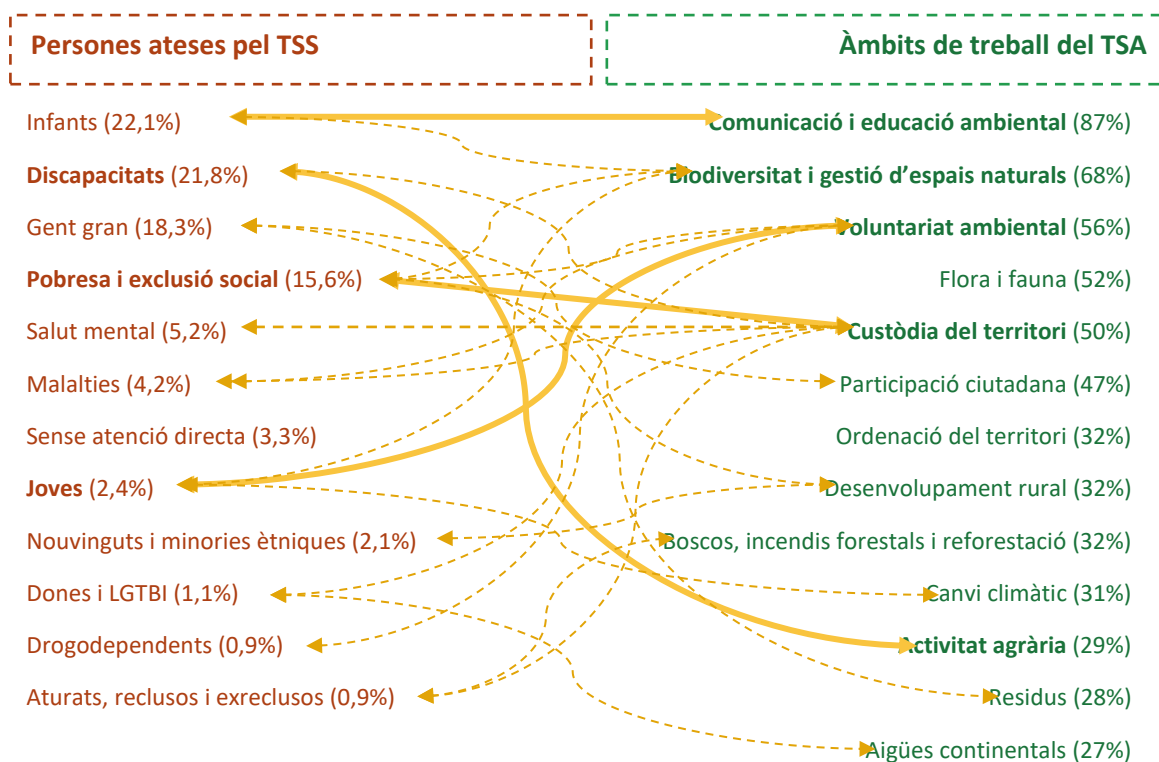 Persones ateses pel TSS
Àmbits de treball del TSA
Infants (22,1%)
Discapacitats (21,8%)
Gent gran (18,3%)
Pobresa i exclusió social (15,6%)
Salut mental (5,2%)
Malalties (4,2%)
Sense atenció directa (3,3%)
Joves (2,4%)
Nouvinguts i minories ètniques (2,1%)
Dones i LGTBI (1,1%)
Drogodependents (0,9%)
Aturats, reclusos i exreclusos (0,9%)
Comunicació i educació ambiental (87%)
Biodiversitat i gestió d’espais naturals (68%)
Voluntariat ambiental (56%)
Flora i fauna (52%)
Custòdia del territori (50%)
Participació ciutadana (47%)
Ordenació del territori (32%)
Desenvolupament rural (32%)
Boscos, incendis forestals i reforestació (32%)
Canvi climàtic (31%)
Activitat agrària (29%)
Residus (28%)
Aigües continentals (27%)